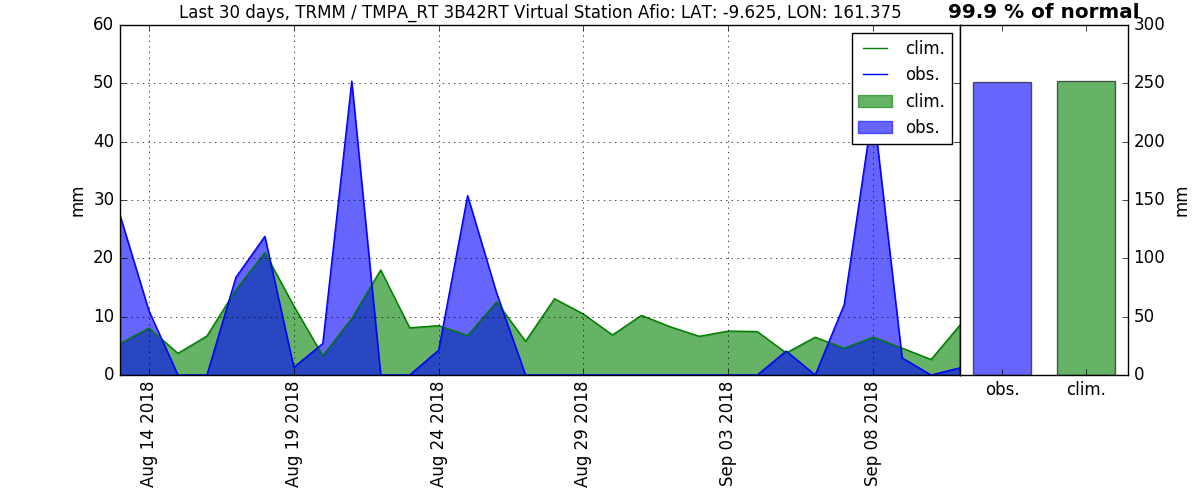 Last 30 days, TRMM / TMPA_RT 3B42RT Virtual Station Afio: LAT: -9.625, LON: 161.375
99.9 % of normal
60
50
40
30
20
10
0
mm
clim.
obs.
clim.
obs.
300
250
200
150
100
50
0
mm
Aug 14 2018
Aug 19 2018
Aug 24 2018
Aug 29 2018
Sep 03 2018
Sep 08 2018
obs.
clim.